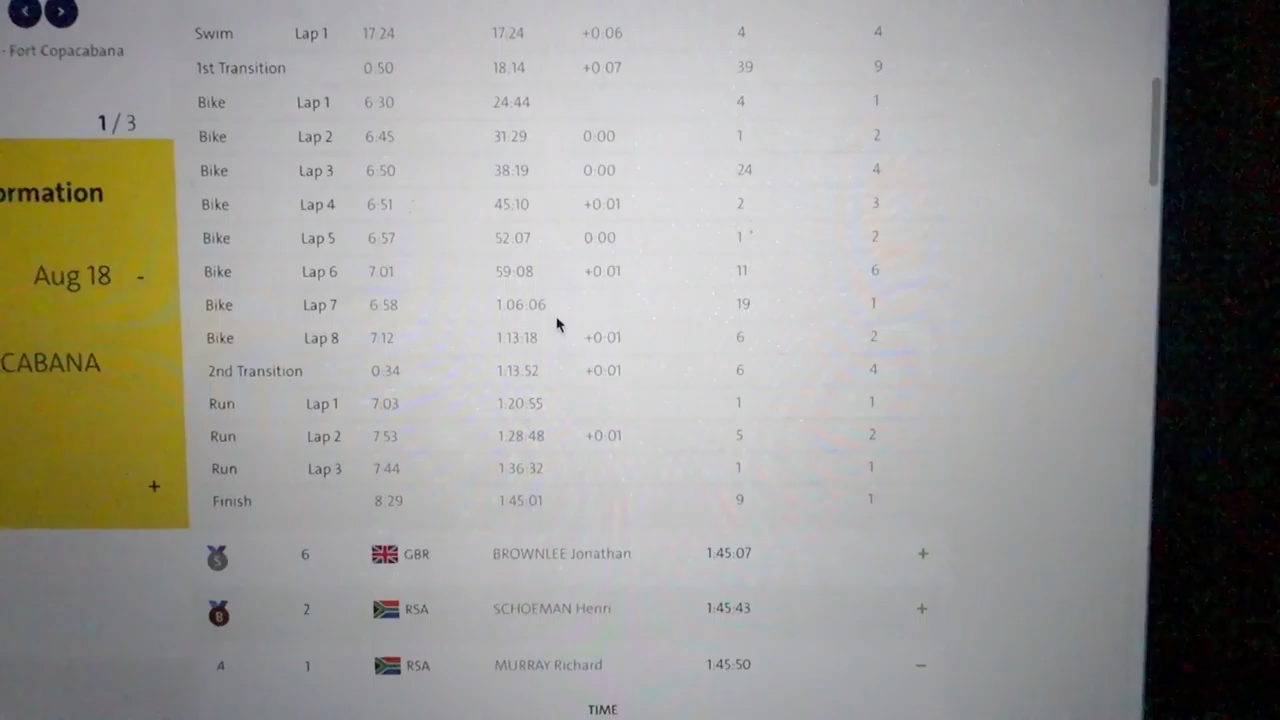 - Fort Copacabana
1 / 3
ormation
Aug 18 -
CABANA
+
Swim Lap 1 17:24 17:24 +0:06 4 4
1st Transition 0:50 18:14 +0:07 39 9
Bike Lap 1 6:30 24:44 4 1
Bike Lap 2 6:45 31:29 0:00 1 2
Bike Lap 3 6:50 38:19 0:00 24 4
Bike Lap 4 6:51 45:10 +0:01 2 3
Bike Lap 5 6:57 52:07 0:00 1 2
Bike Lap 6 7:01 59:08 +0:01 11 6
Bike Lap 7 6:58 1:06:06 19 1
Bike Lap 8 7:12 1:13:18 +0:01 6 2
2nd Transition 0:34 1:13:52 +0:01 6 4
Run Lap 1 7:03 1:20:55 1 1
Run Lap 2 7:53 1:28:48 +0:01 5 2
Run Lap 3 7:44 1:36:32 1 1
Finish 8:29 1:45:01 9 1
S 6 GBR BROWNLEE Jonathan 1:45:07 +
B 2 RSA SCHOEMAN Henri 1:45:43 +
4 1 RSA MURRAY Richard 1:45:50 −
TIME